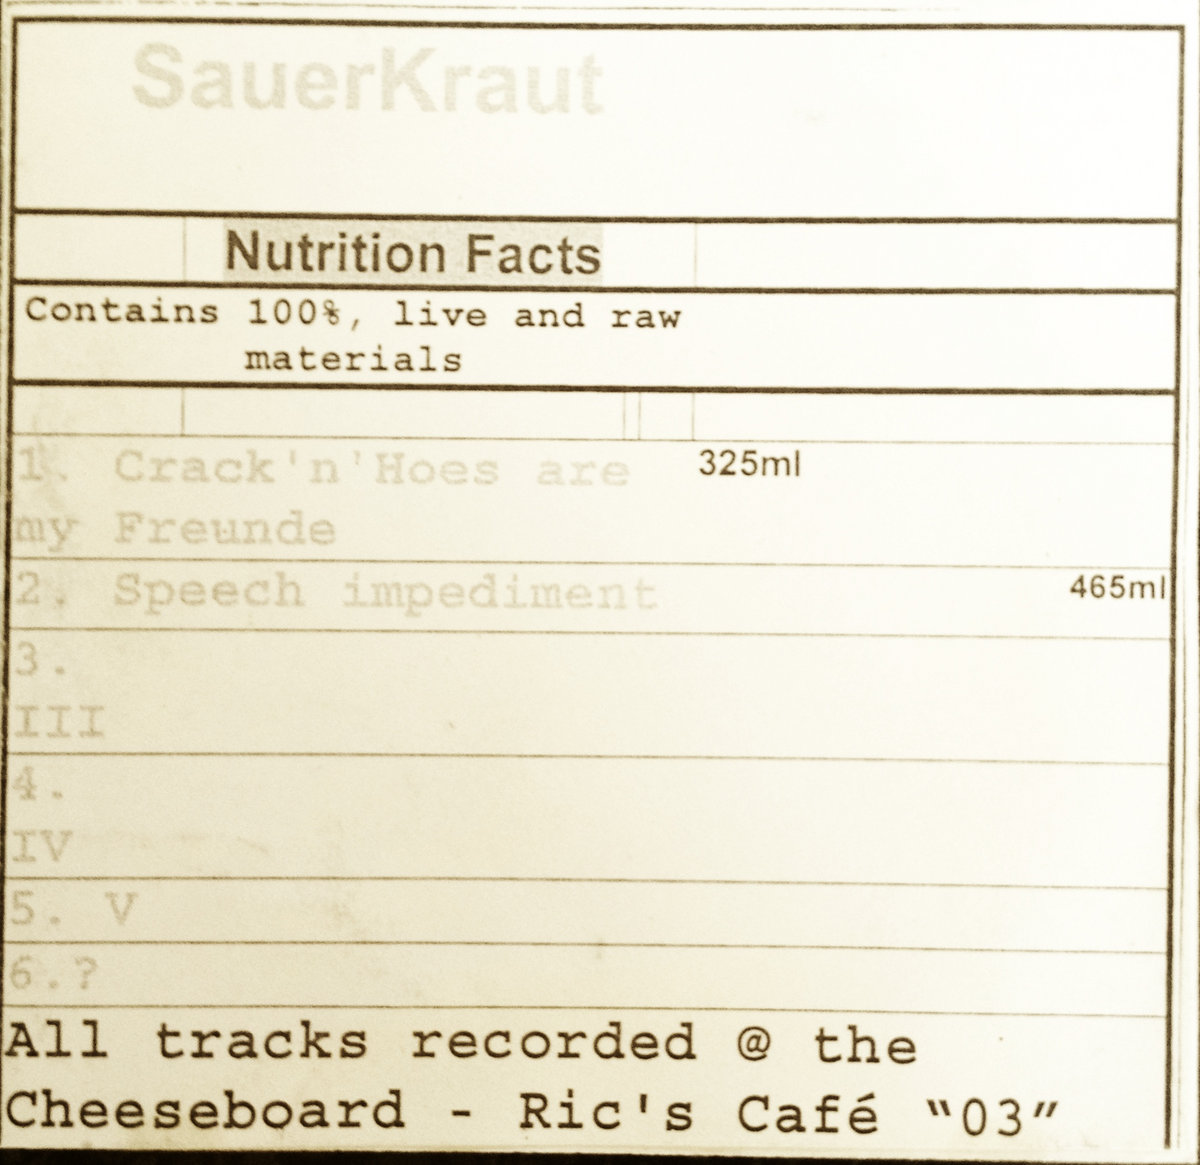 SauerKraut
Nutrition Facts
Contains 100%, live and raw
materials
1. Crack'n'Hoes are 325ml
my Freunde
2. Speech impediment 465ml
3.
III
4.
IV
5. V
6.?
All tracks recorded @ the
Cheeseboard - Ric's Café “03”